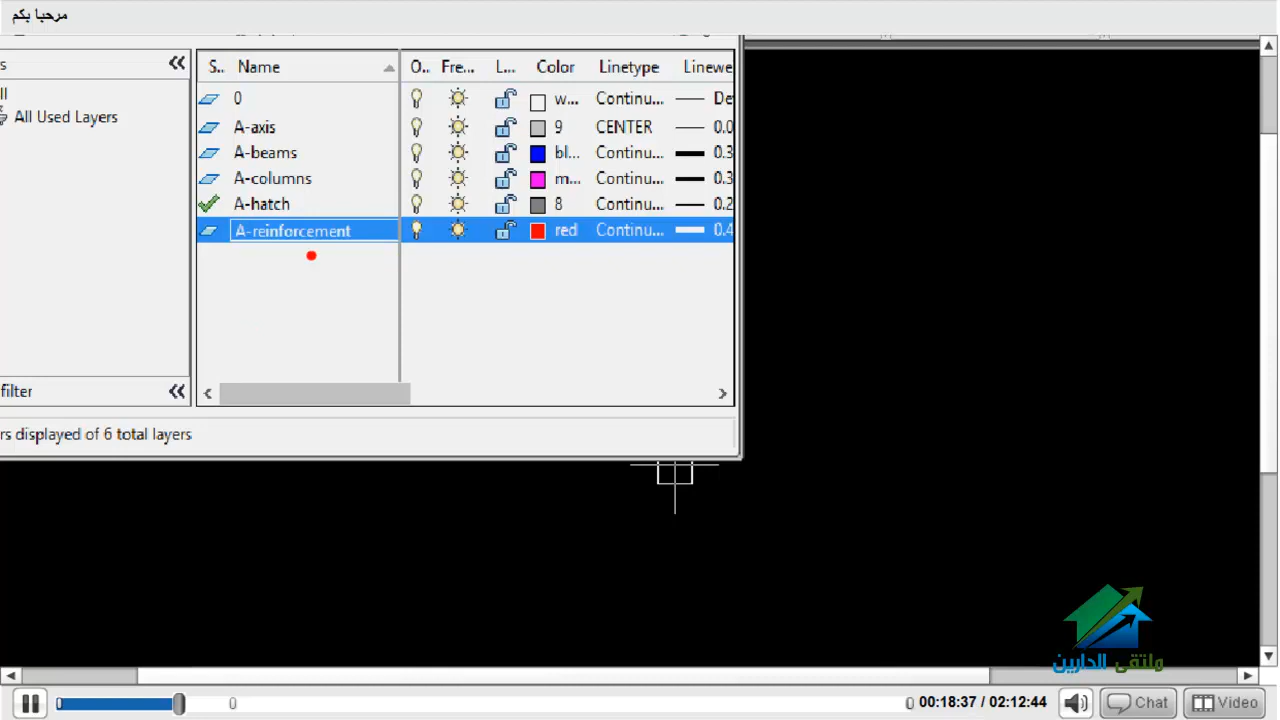 مرحبا بكم
s
S.. Name O.. Fre... L... Color Linetype Linewe
ll
All Used Layers
0 w... Continu... De
A-axis 9 CENTER 0.0
A-beams bl... Continu... 0.3
A-columns m... Continu... 0.3
A-hatch 8 Continu... 0.2
A-reinforcement red Continu... 0.4
filter
rs displayed of 6 total layers
ملتقى الدارين
00:18:37 / 02:12:44
Chat
Video